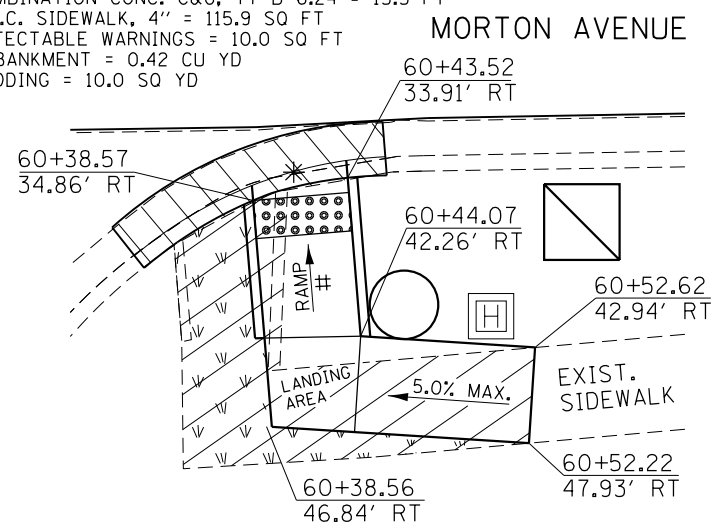 MORTON AVENUE
.C. SIDEWALK, 4" = 115.9 SQ FT
TECTABLE WARNINGS = 10.0 SQ FT
BANKMENT = 0.42 CU YD
DDING = 10.0 SQ YD
60+43.52
33.91' RT
60+38.57
34.86' RT
60+44.07
42.26' RT
60+52.62
42.94' RT
RAMP
#
H
LANDING
AREA
5.0% MAX.
EXIST.
SIDEWALK
60+52.22
47.93' RT
60+38.56
46.84' RT